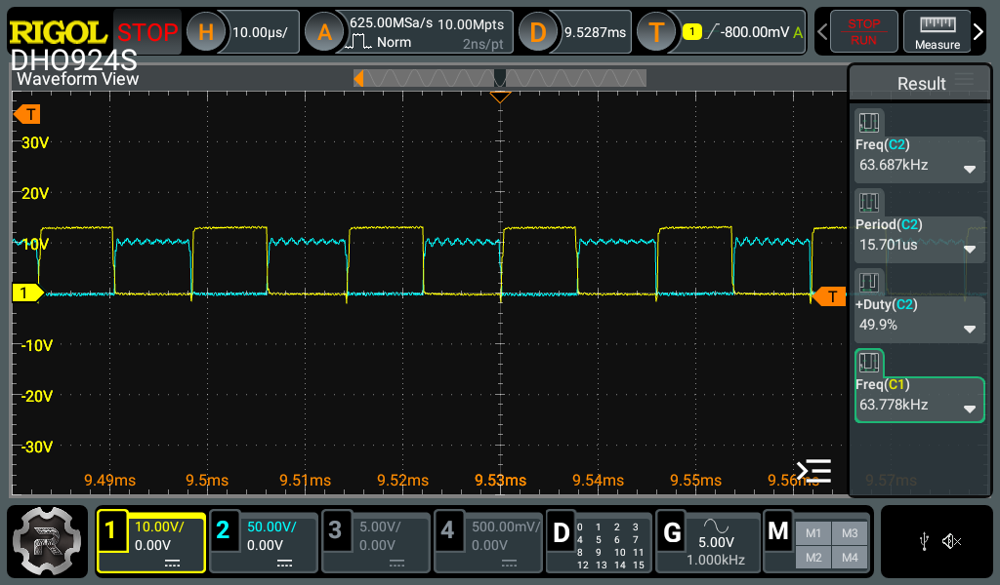 RIGOL STOP H 10.00µs/ A 625.00MSa/s 10.00Mpts D 9.5287ms T 1 -800.00mV A STOP
Norm 2ns/pt RUN Measure
DHO924S
Waveform View
Result
T
30V
20V
10V
1
-10V
-20V
-30V
T
9.49ms 9.5ms 9.51ms 9.52ms 9.53ms 9.54ms 9.55ms 9.56ms 9.57ms
Freq(C2)
63.687kHz
Period(C2)
15.701us
+Duty(C2)
49.9%
Freq(C1)
63.778kHz
R
1 10.00V/ 2 50.00V/ 3 5.00V/ 4 500.00mV/ D 0 1 2 3 G 5.00V M M1 M3
0.00V 0.00V 0.00V 0.00V 4 5 6 7 1.000kHz M2 M4
8 9 10 11
12 13 14 15